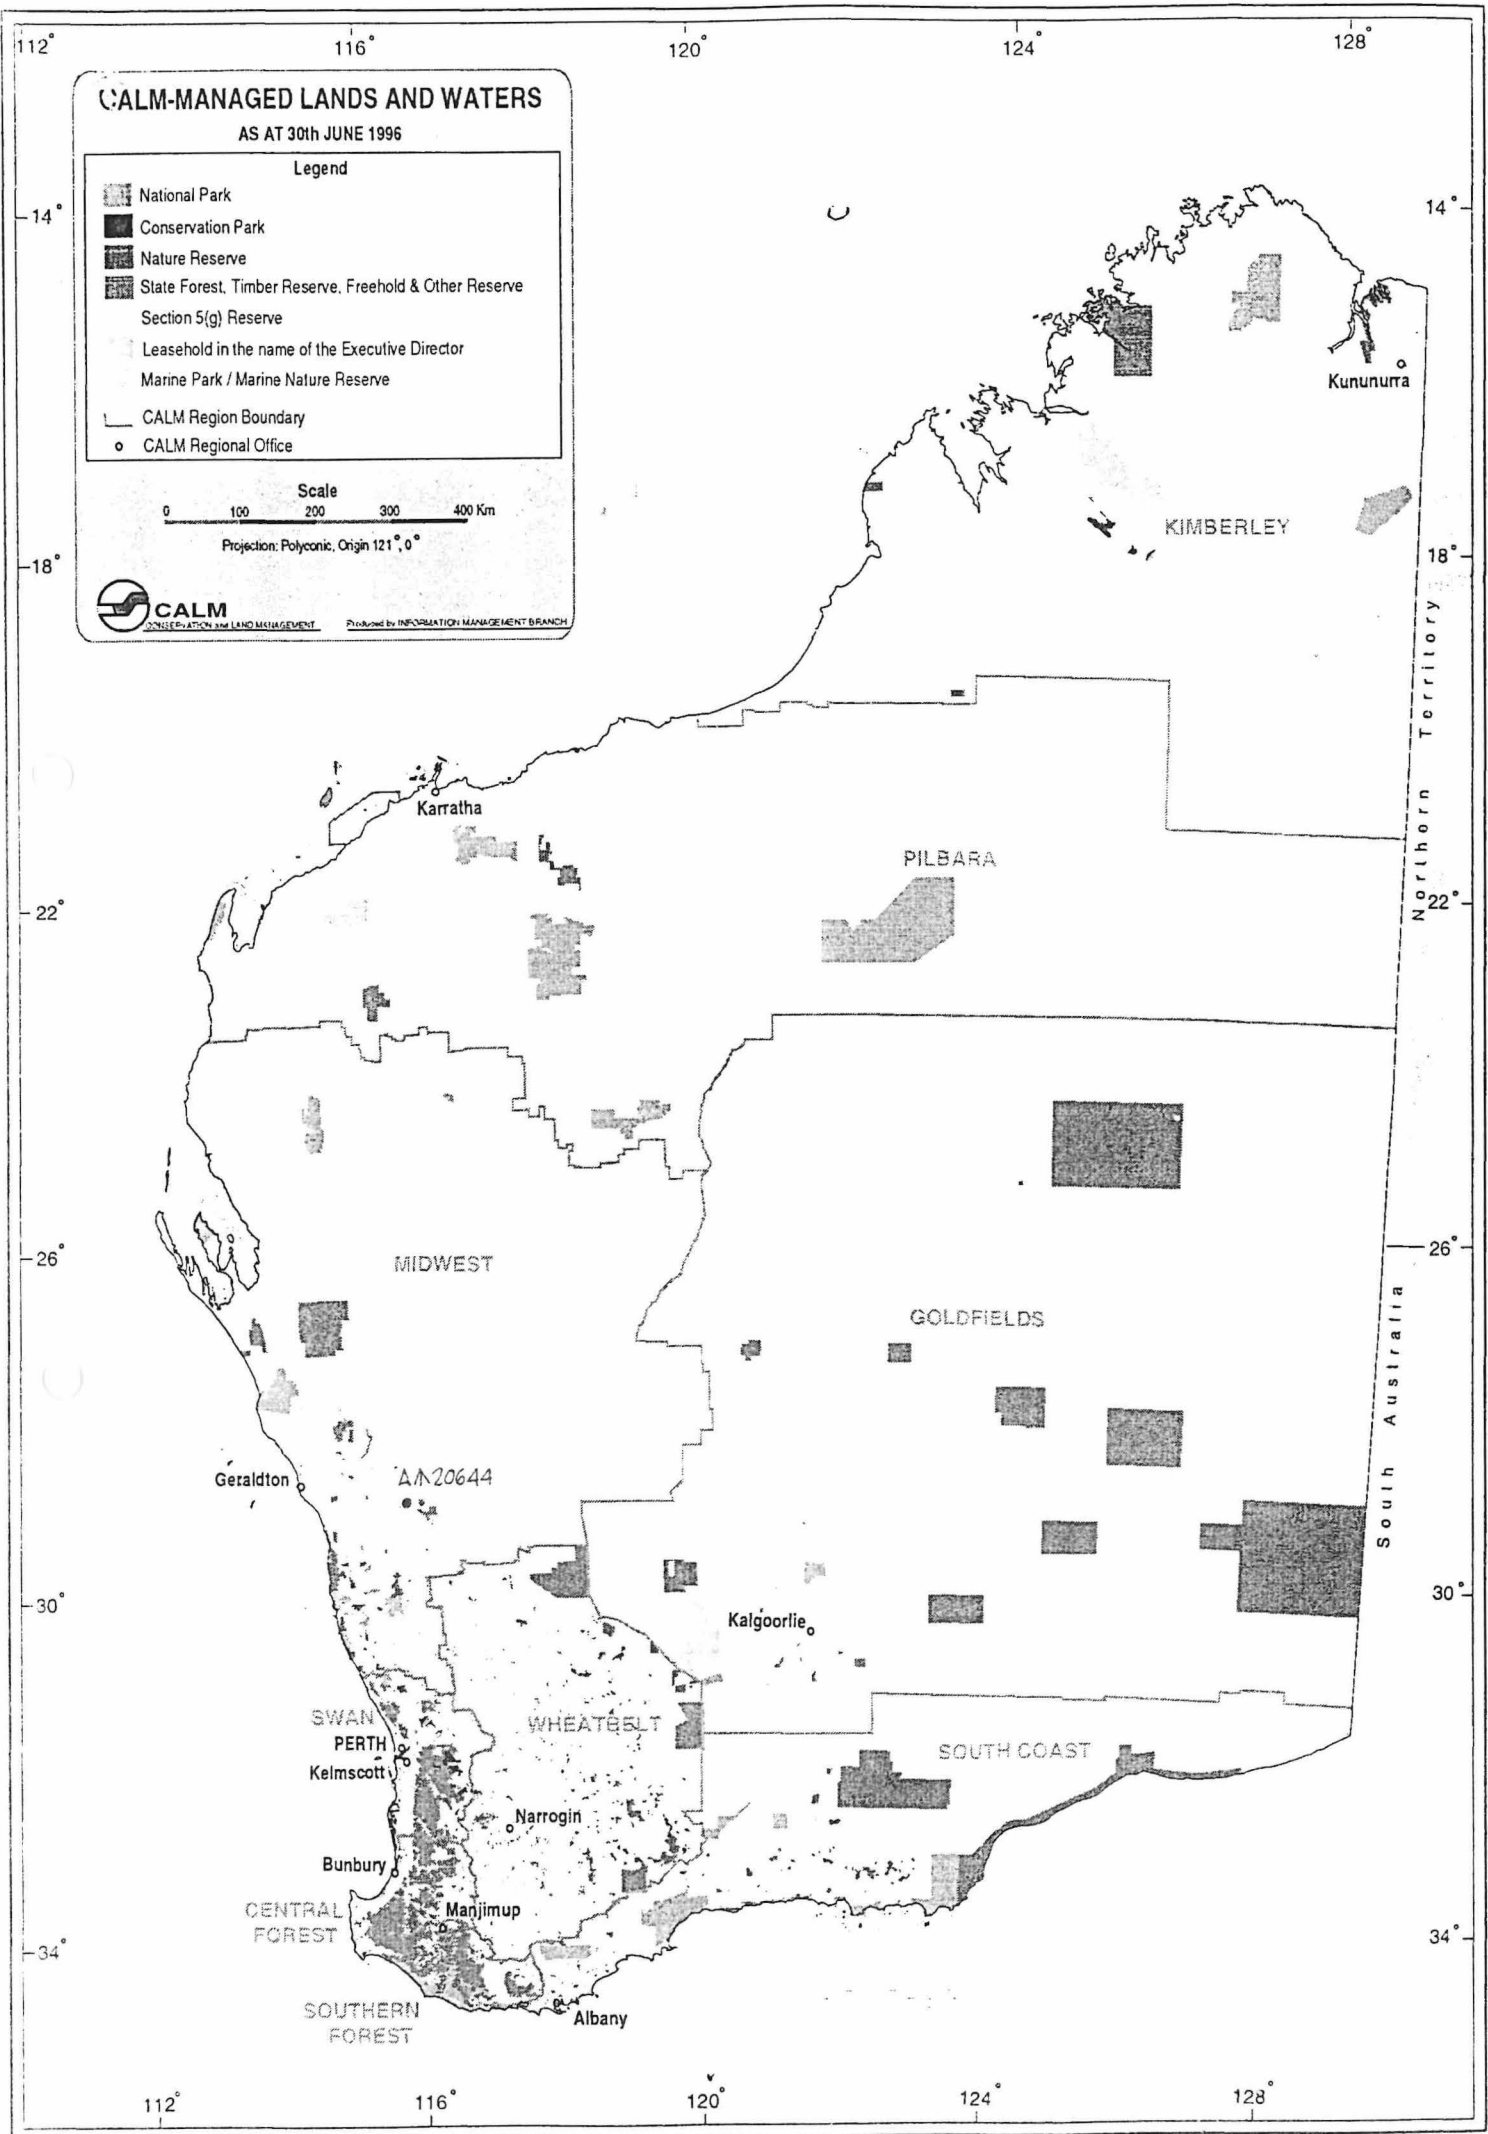 112° 116° 120° 124° 128°
CALM-MANAGED LANDS AND WATERS
AS AT 30th JUNE 1996
Legend
National Park
Conservation Park
Nature Reserve
State Forest, Timber Reserve, Freehold & Other Reserve
Section 5(g) Reserve
Leasehold in the name of the Executive Director
Marine Park / Marine Nature Reserve
CALM Region Boundary
CALM Regional Office
Scale
0 100 200 300 400 Km
Projection: Polyconic, Origin 121°, 0°
CALM
CONSERVATION and LAND MANAGEMENT
Produced by INFORMATION MANAGEMENT BRANCH
14° 14°
Kununurra
KIMBERLEY
18° 18°
Northern Territory
Karratha
PILBARA
22° 22°
26° 26°
MIDWEST
GOLDFIELDS
South Australia
Geraldton
20644
30° 30°
Kalgoorlie
SWAN
WHEATBELT
PERTH
SOUTH COAST
Kelmscott
Narrogin
Bunbury
CENTRAL
FOREST
Manjimup
34° 34°
SOUTHERN
FOREST
Albany
112° 116° 120° 124° 128°